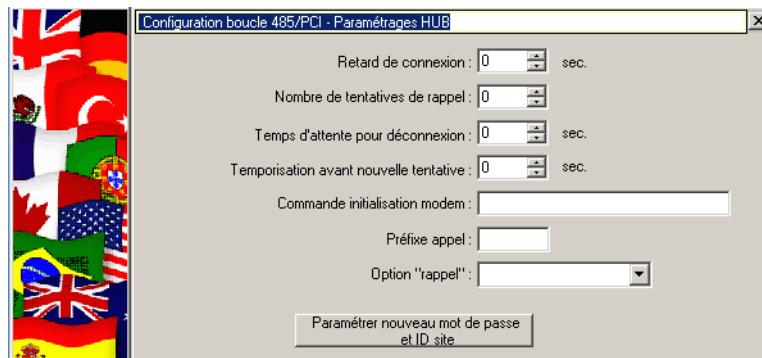 Configuration boucle 485/PCI - Paramétrages HUB
Retard de connexion : 0 sec.
Nombre de tentatives de rappel : 0
Temps d'attente pour déconnexion : 0 sec.
Temporisation avant nouvelle tentative : 0 sec.
Commande initialisation modem :
Préfixe appel :
Option "rappel" :
Paramétrer nouveau mot de passe
et ID site